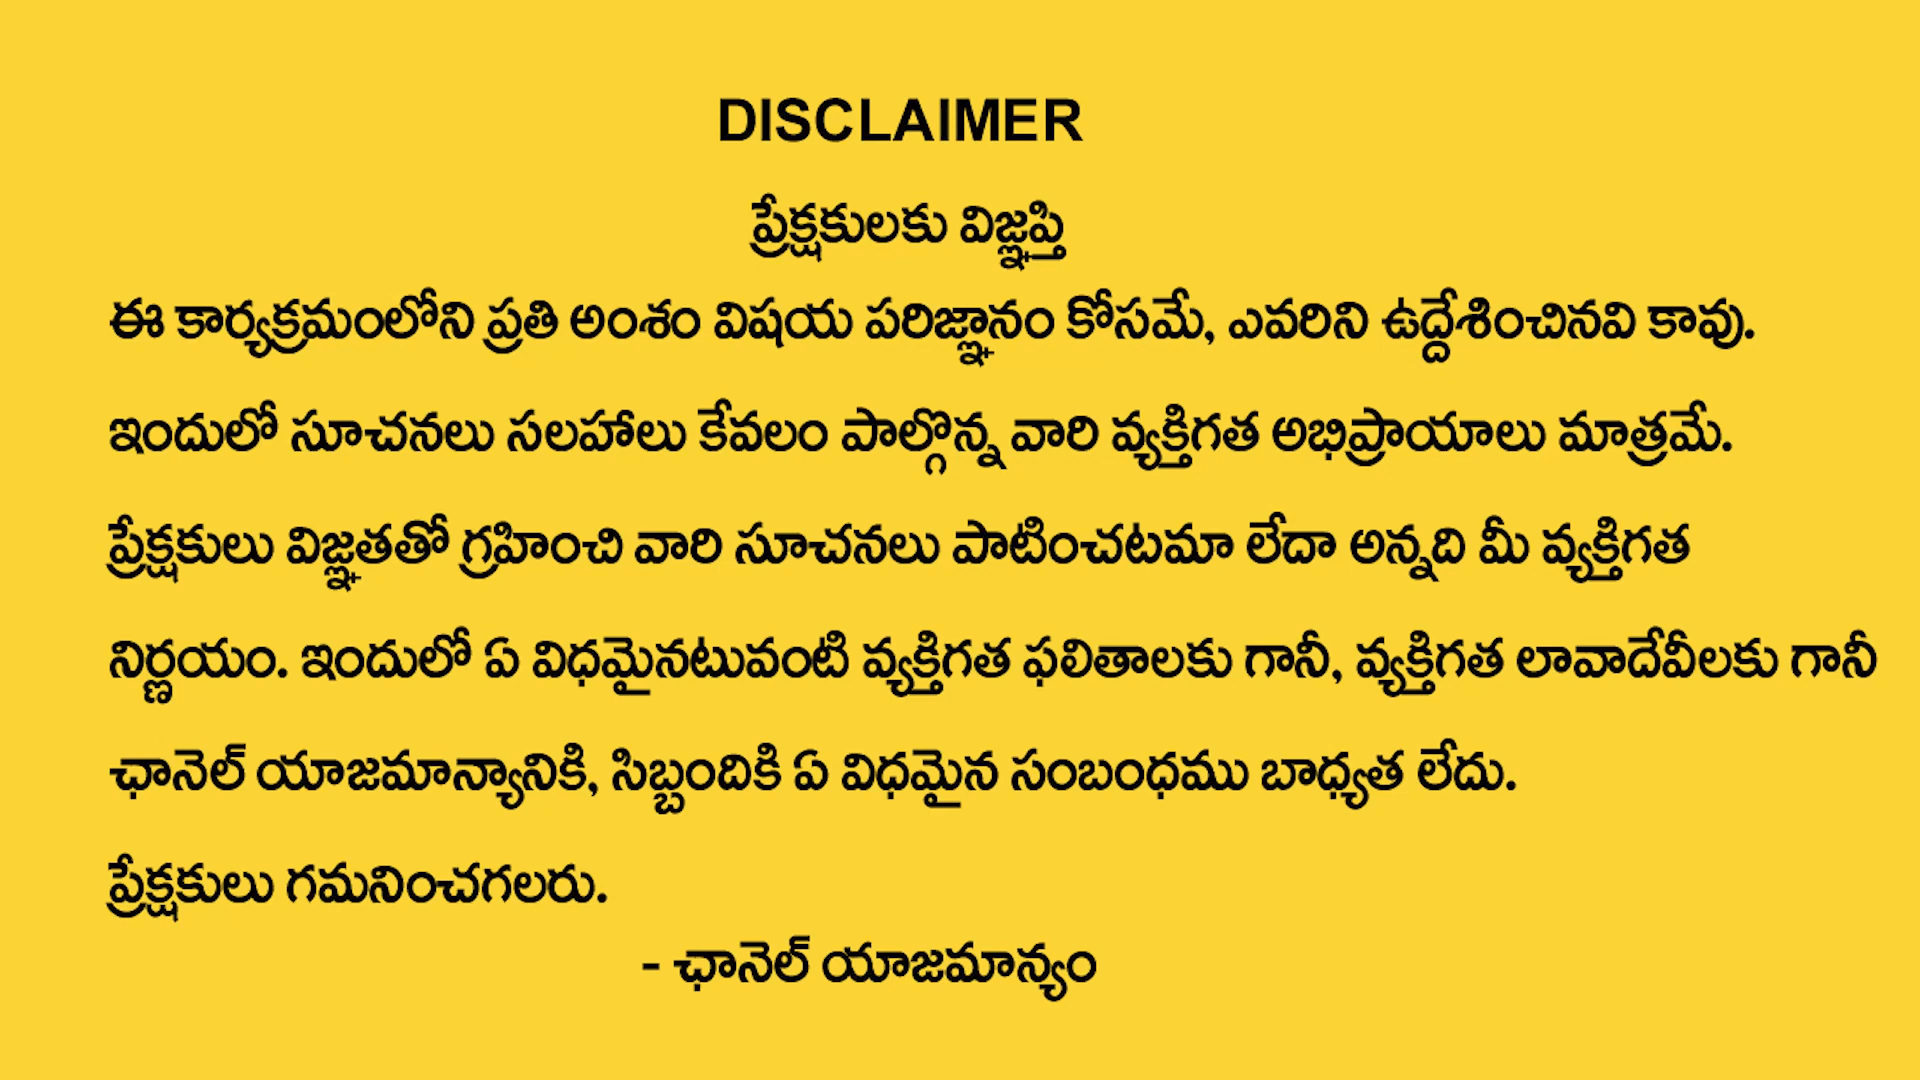 DISCLAIMER
ప్రేక్షకులకు విజ్ఞప్తి
ఈ కార్యక్రమంలోని ప్రతి అంశం విషయ పరిజ్ఞానం కోసమే, ఎవరిని ఉద్దేశించినవి కావు.
ఇందులో సూచనలు సలహాలు కేవలం పాల్గొన్న వారి వ్యక్తిగత అభిప్రాయాలు మాత్రమే.
ప్రేక్షకులు విజ్ఞతతో గ్రహించి వారి సూచనలు పాటించటమా లేదా అన్నది మీ వ్యక్తిగత
నిర్ణయం. ఇందులో ఏ విధమైనటువంటి వ్యక్తిగత ఫలితాలకు గానీ, వ్యక్తిగత లావాదేవీలకు గానీ
ఛానెల్ యాజమాన్యానికి, సిబ్బందికి ఏ విధమైన సంబంధము బాధ్యత లేదు.
ప్రేక్షకులు గమనించగలరు.
- ఛానెల్ యాజమాన్యం